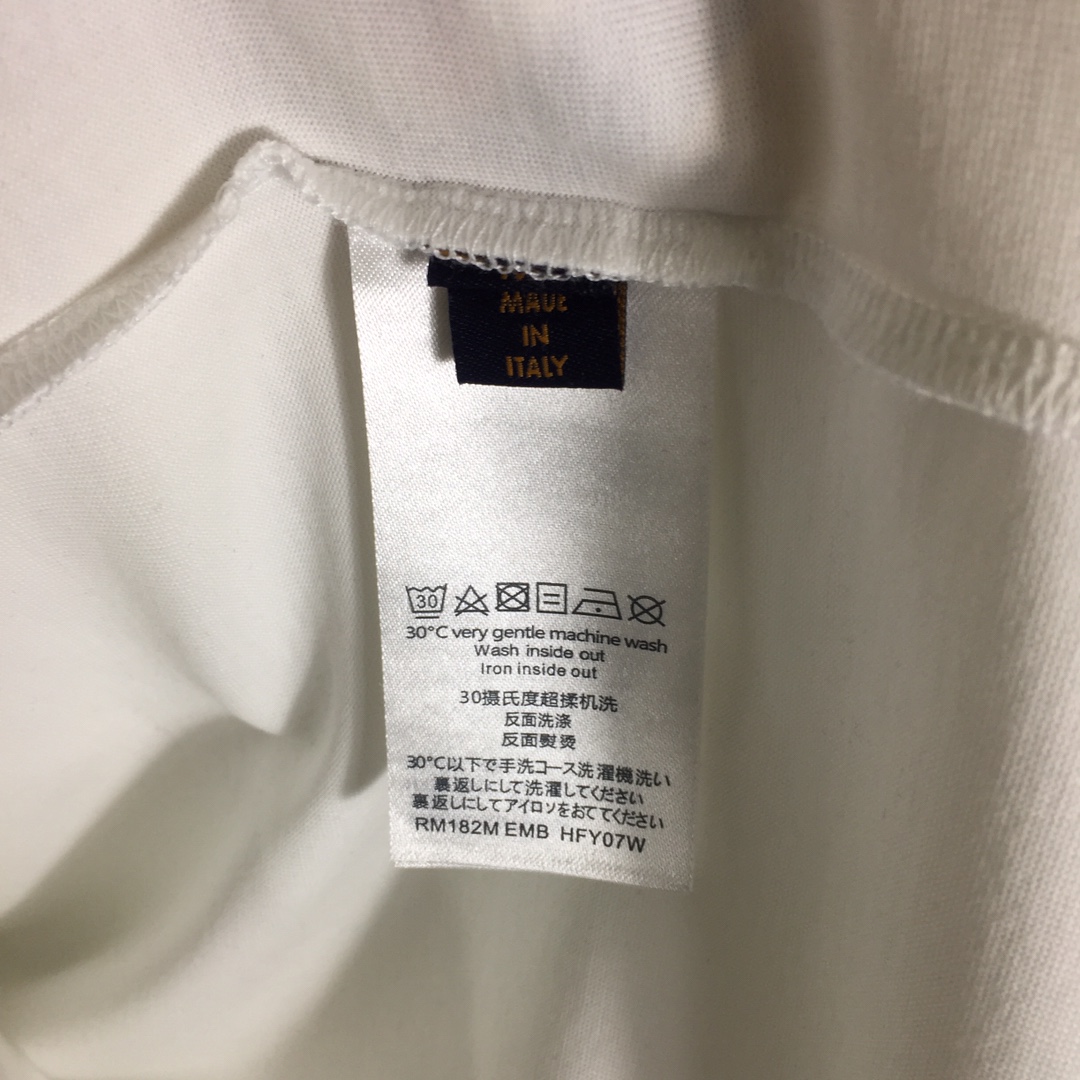 MADE
IN
ITALY
30
30°C very gentle machine wash
Wash inside out
Iron inside out
30摄氏度超揉机洗
反面洗涤
反面熨烫
30°C以下で手洗コース洗濯機洗い
裏返しにして洗濯してください
裏返しにしてアイロソをおててください
RM182M EMB HFY07W